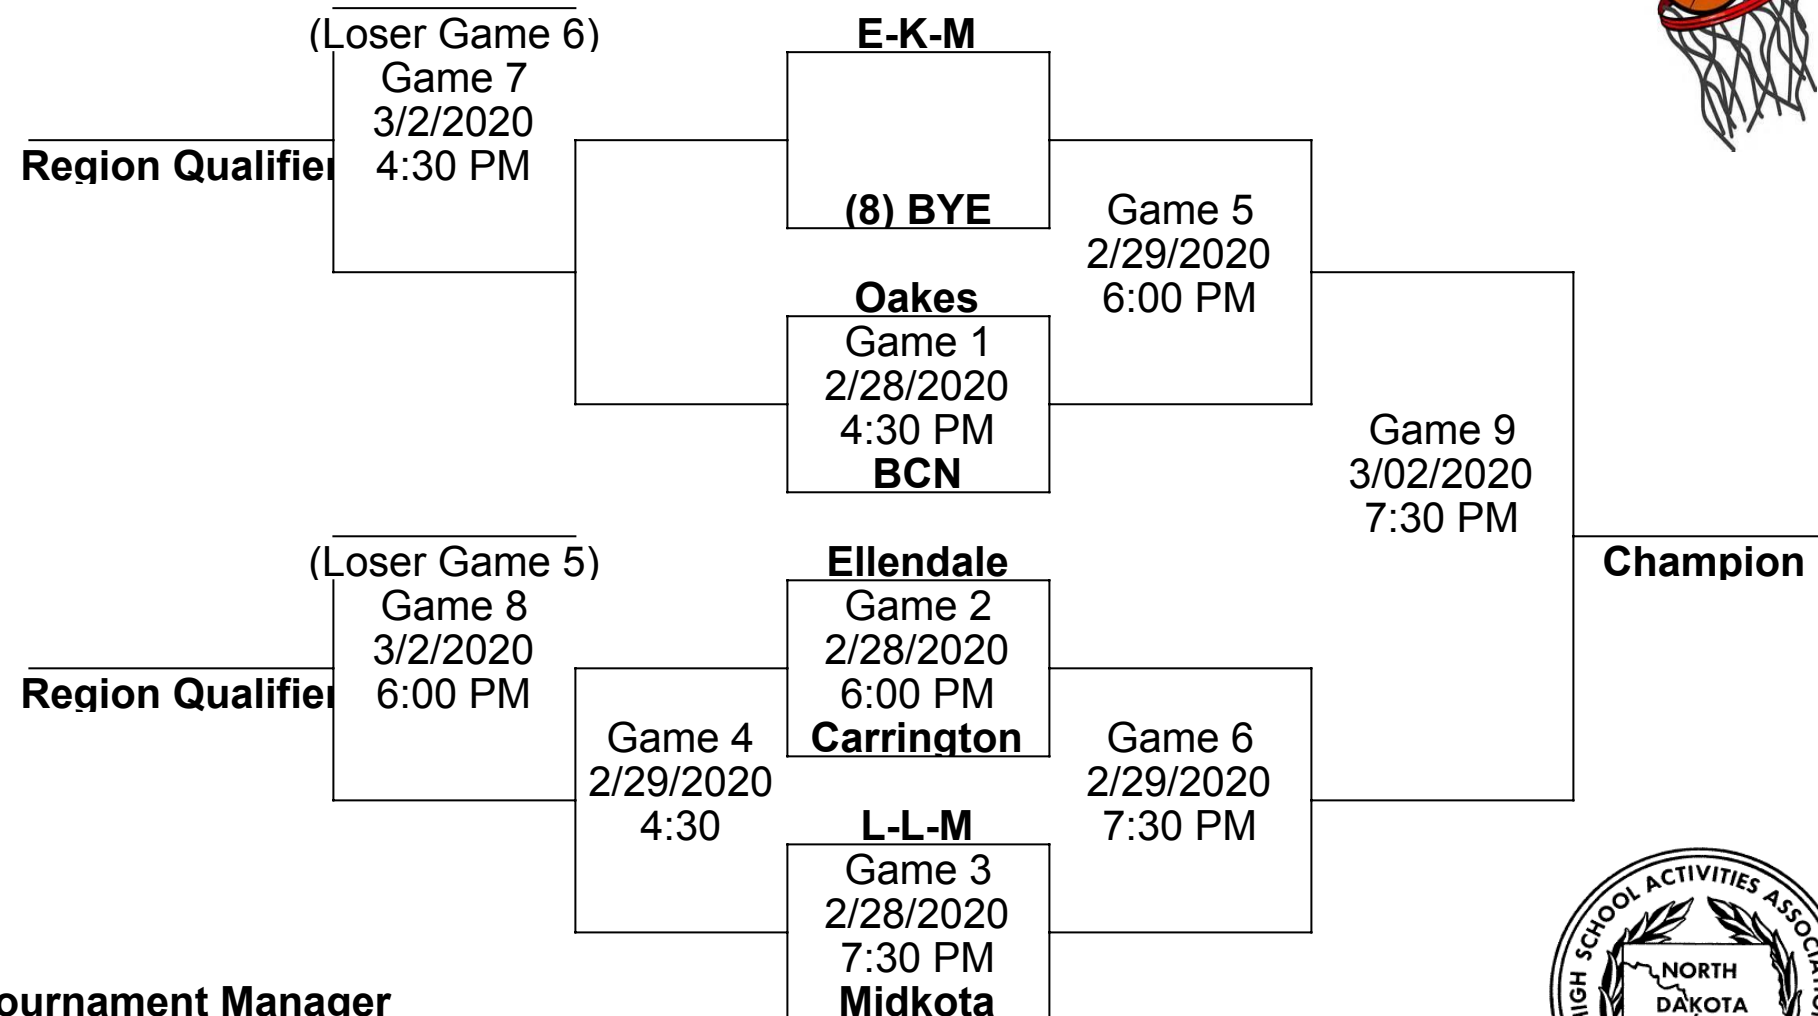 (Loser Game 6)
Game 7
3/2/2020
4:30 PM
Region Qualifier
E-K-M
(8) BYE
Game 5
2/29/2020
6:00 PM
Oakes
Game 1
2/28/2020
4:30 PM
BCN
Game 9
3/02/2020
7:30 PM
Champion
(Loser Game 5)
Game 8
3/2/2020
6:00 PM
Region Qualifier
Ellendale
Game 2
2/28/2020
6:00 PM
Carrington
Game 4
2/29/2020
4:30
Game 6
2/29/2020
7:30 PM
L-L-M
Game 3
2/28/2020
7:30 PM
Midkota
ournament Manager
HIGH SCHOOL ACTIVITIES ASSOCIATION
NORTH
DAKOTA